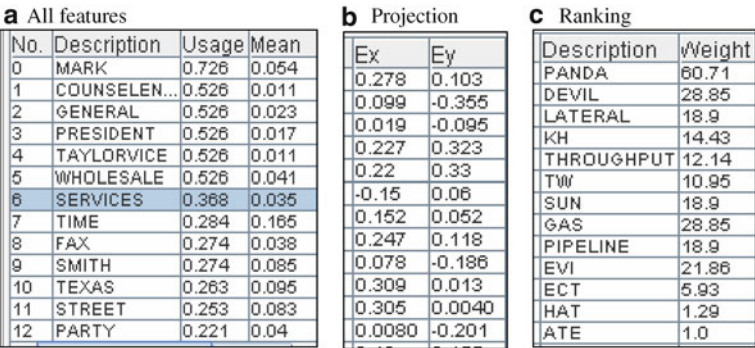 a All features
No. Description Usage Mean
0 MARK 0.726 0.054
1 COUNSELEN... 0.526 0.011
2 GENERAL 0.526 0.023
3 PRESIDENT 0.526 0.017
4 TAYLORVICE 0.526 0.011
5 WHOLESALE 0.526 0.041
6 SERVICES 0.368 0.035
7 TIME 0.284 0.165
8 FAX 0.274 0.038
9 SMITH 0.274 0.085
10 TEXAS 0.263 0.095
11 STREET 0.253 0.083
12 PARTY 0.221 0.04
b Projection
Ex Ey
0.278 0.103
0.099 -0.355
0.019 -0.095
0.227 0.323
0.22 0.33
-0.15 0.06
0.152 0.052
0.247 0.118
0.078 -0.186
0.309 0.013
0.305 0.0040
0.0080 -0.201
c Ranking
Description Weight
PANDA 60.71
DEVIL 28.85
LATERAL 18.9
KH 14.43
THROUGHPUT 12.14
TW 10.95
SUN 18.9
GAS 28.85
PIPELINE 18.9
EVI 21.86
ECT 5.93
HAT 1.29
ATE 1.0